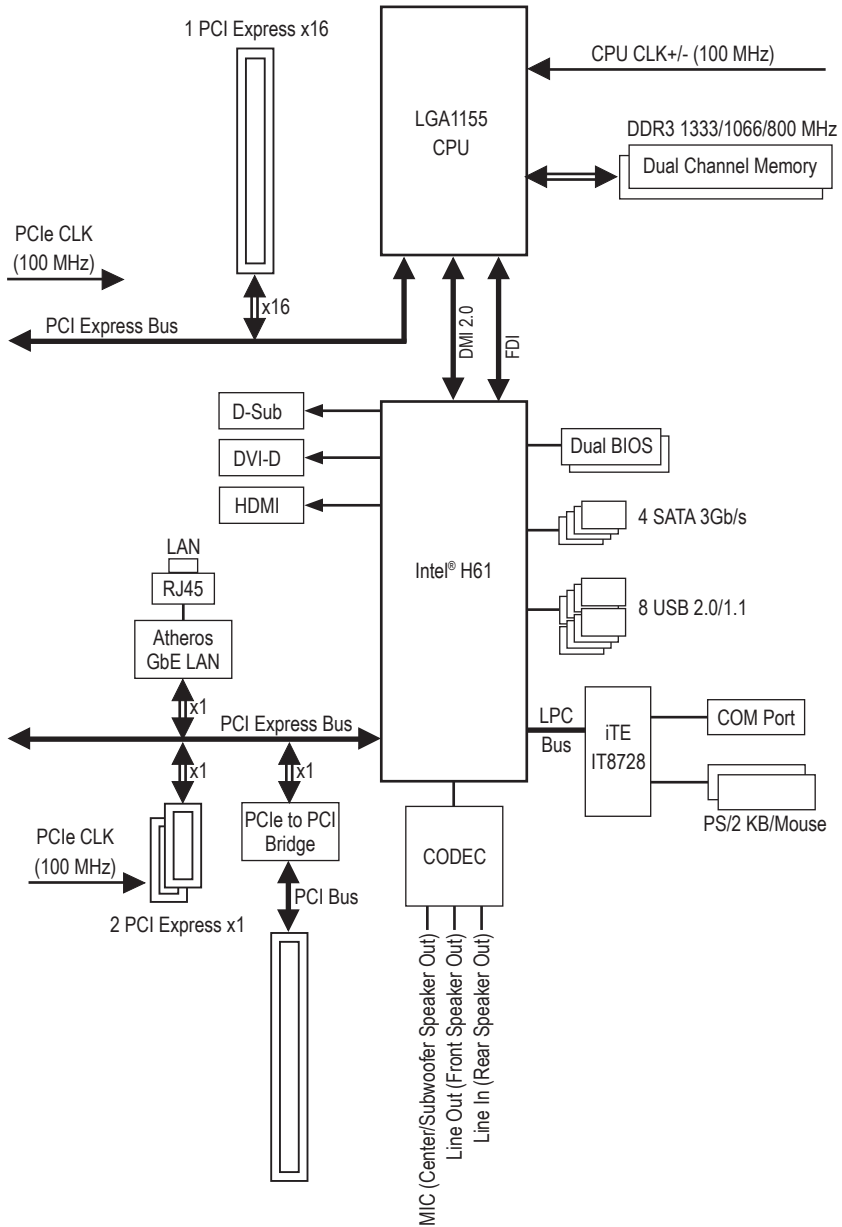 1 PCI Express x16
CPU CLK+/- (100 MHz)
LGA1155
CPU
DDR3 1333/1066/800 MHz
Dual Channel Memory
PCIe CLK
(100 MHz)
x16
PCI Express Bus
DMI 2.0
FDI
D-Sub
DVI-D
HDMI
Dual BIOS
4 SATA 3Gb/s
Intel® H61
8 USB 2.0/1.1
LAN
RJ45
Atheros
GbE LAN
x1
PCI Express Bus
LPC
Bus
iTE
IT8728
COM Port
PS/2 KB/Mouse
x1
x1
PCIe CLK
(100 MHz)
2 PCI Express x1
PCIe to PCI
Bridge
PCI Bus
CODEC
MIC (Center/Subwoofer Speaker Out)
Line Out (Front Speaker Out)
Line In (Rear Speaker Out)